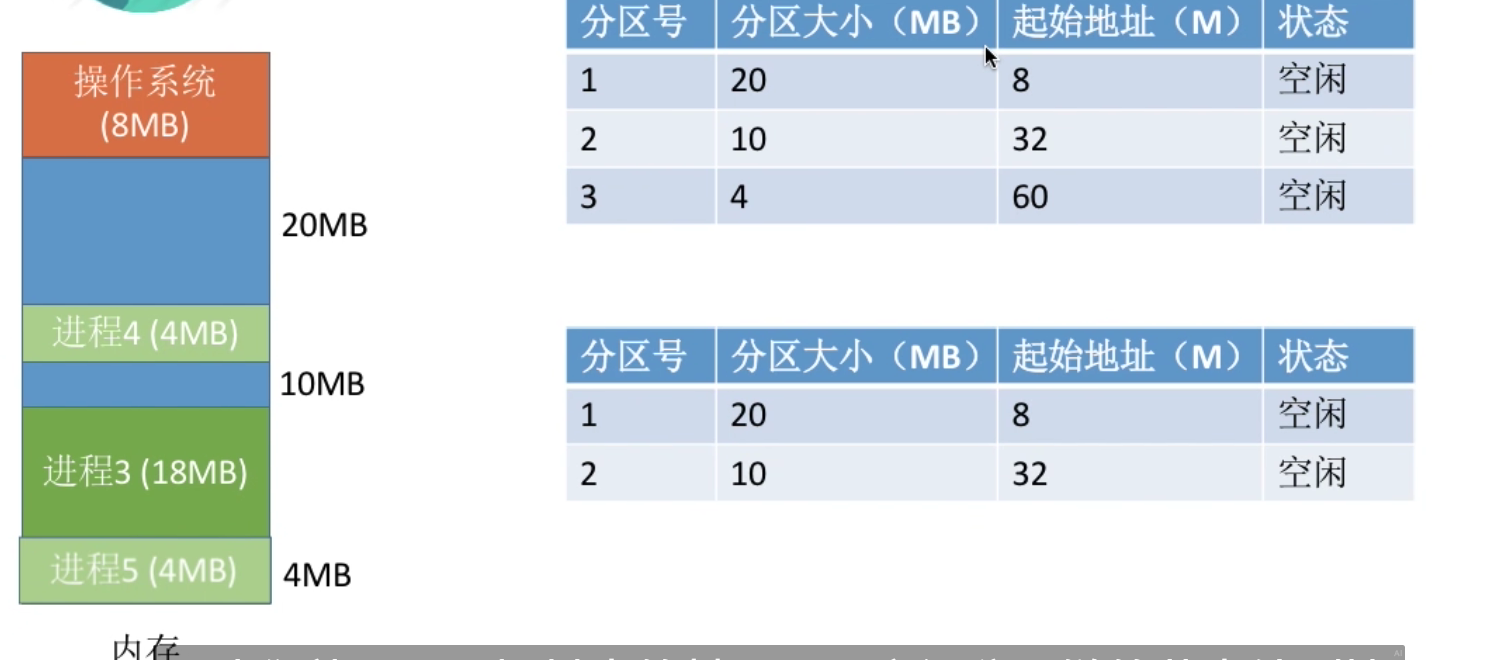 操作系统
(8MB)
20MB
进程4 (4MB)
10MB
进程3 (18MB)
进程5 (4MB)
4MB
内存
分区号 分区大小（MB） 起始地址（M） 状态
1 20 8 空闲
2 10 32 空闲
3 4 60 空闲
分区号 分区大小（MB） 起始地址（M） 状态
1 20 8 空闲
2 10 32 空闲
AI